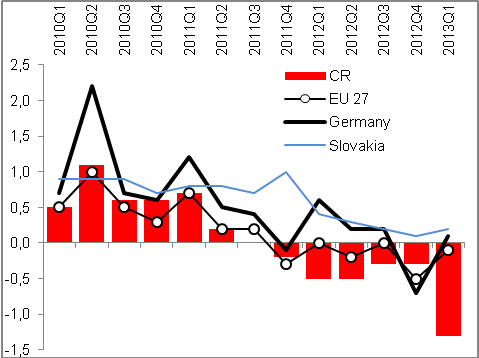 2010Q1
2010Q2
2010Q3
2010Q4
2011Q1
2011Q2
2011Q3
2011Q4
2012Q1
2012Q2
2012Q3
2012Q4
2013Q1
2,5
2,0
1,5
1,0
0,5
0,0
-0,5
-1,0
-1,5
CR
EU 27
Germany
Slovakia